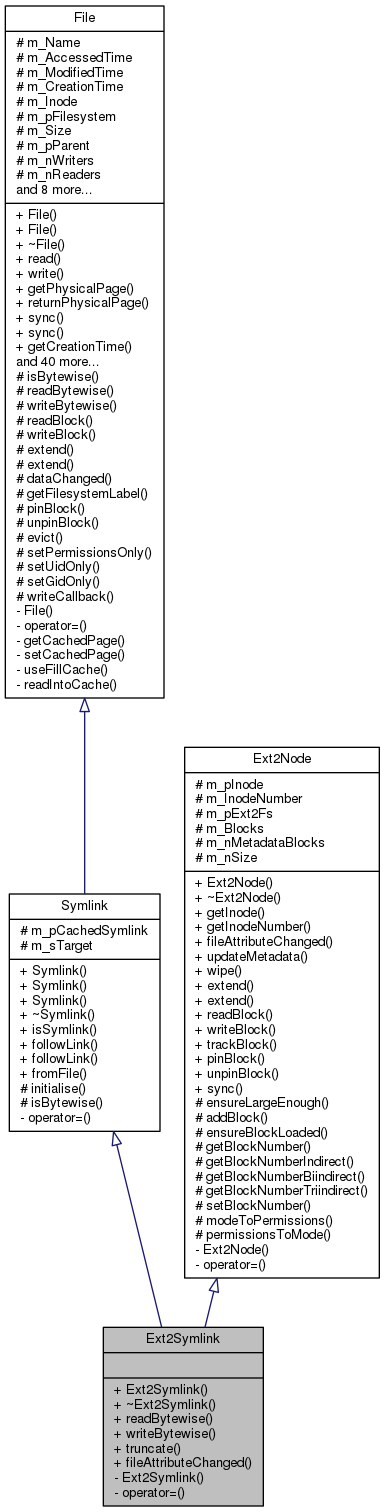 File
# m_Name
# m_AccessedTime
# m_ModifiedTime
# m_CreationTime
# m_Inode
# m_pFilesystem
# m_Size
# m_pParent
# m_nWriters
# m_nReaders
and 8 more...
+ File()
+ File()
+ ~File()
+ read()
+ write()
+ getPhysicalPage()
+ returnPhysicalPage()
+ sync()
+ sync()
+ getCreationTime()
and 40 more...
# isBytewise()
# readBytewise()
# writeBytewise()
# readBlock()
# writeBlock()
# extend()
# extend()
# dataChanged()
# getFilesystemLabel()
# pinBlock()
# unpinBlock()
# evict()
# setPermissionsOnly()
# setUidOnly()
# setGidOnly()
# writeCallback()
- File()
- operator=()
- getCachedPage()
- setCachedPage()
- useFillCache()
- readIntoCache()
Ext2Node
# m_pInode
# m_InodeNumber
# m_pExt2Fs
# m_Blocks
# m_nMetadataBlocks
# m_nSize
+ Ext2Node()
+ ~Ext2Node()
+ getInode()
+ getInodeNumber()
+ fileAttributeChanged()
+ updateMetadata()
+ wipe()
+ extend()
+ extend()
+ readBlock()
+ writeBlock()
+ trackBlock()
+ pinBlock()
+ unpinBlock()
+ sync()
# ensureLargeEnough()
# addBlock()
# ensureBlockLoaded()
# getBlockNumber()
# getBlockNumberIndirect()
# getBlockNumberBiindirect()
# getBlockNumberTriindirect()
# setBlockNumber()
# modeToPermissions()
# permissionsToMode()
- Ext2Node()
- operator=()
Symlink
# m_pCachedSymlink
# m_sTarget
+ Symlink()
+ Symlink()
+ Symlink()
+ ~Symlink()
+ isSymlink()
+ followLink()
+ followLink()
+ fromFile()
# initialise()
# isBytewise()
- operator=()
Ext2Symlink
+ Ext2Symlink()
+ ~Ext2Symlink()
+ readBytewise()
+ writeBytewise()
+ truncate()
+ fileAttributeChanged()
- Ext2Symlink()
- operator=()